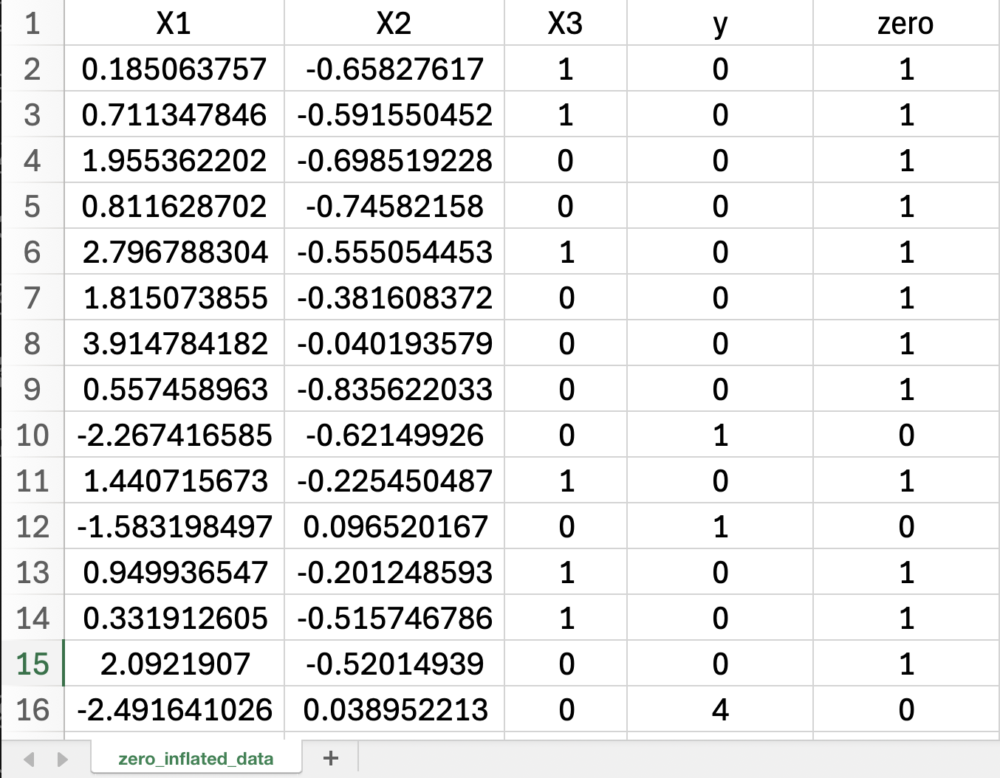 1 X1 X2 X3 y zero
2 0.185063757 -0.65827617 1 0 1
3 0.711347846 -0.591550452 1 0 1
4 1.955362202 -0.698519228 0 0 1
5 0.811628702 -0.74582158 0 0 1
6 2.796788304 -0.555054453 1 0 1
7 1.815073855 -0.381608372 0 0 1
8 3.914784182 -0.040193579 0 0 1
9 0.557458963 -0.835622033 0 0 1
10 -2.267416585 -0.62149926 0 1 0
11 1.440715673 -0.225450487 1 0 1
12 -1.583198497 0.096520167 0 1 0
13 0.949936547 -0.201248593 1 0 1
14 0.331912605 -0.515746786 1 0 1
15 2.0921907 -0.52014939 0 0 1
16 -2.491641026 0.038952213 0 4 0
zero_inflated_data +